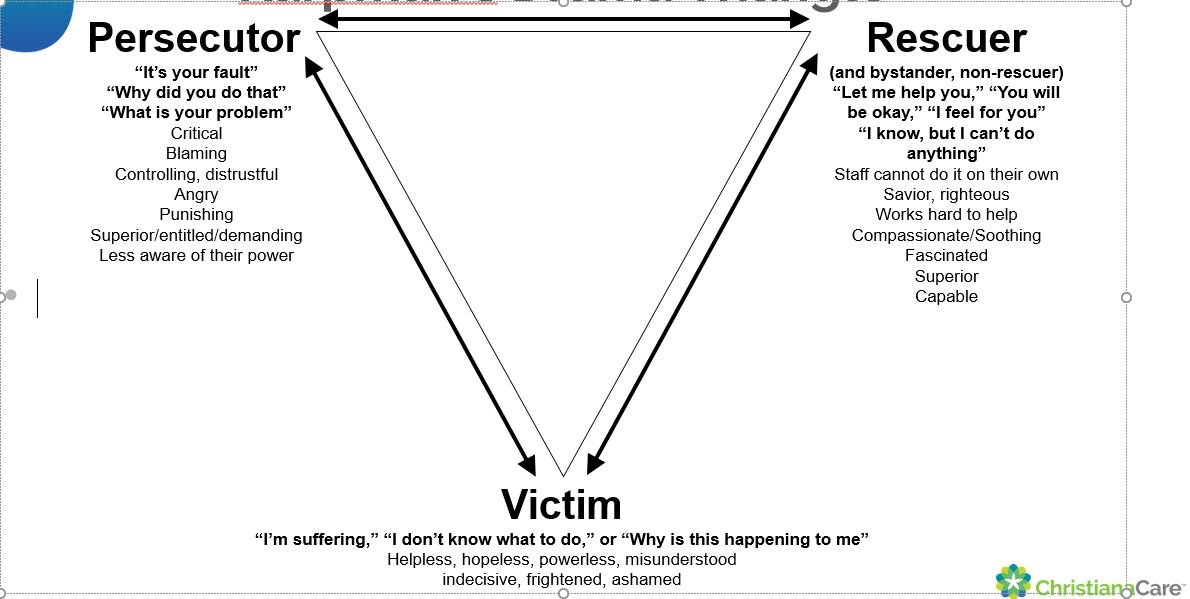 Persecutor
“It’s your fault”
“Why did you do that”
“What is your problem”
Critical
Blaming
Controlling, distrustful
Angry
Punishing
Superior/entitled/demanding
Less aware of their power
Rescuer
(and bystander, non-rescuer)
“Let me help you,” “You will
be okay,” “I feel for you”
“I know, but I can’t do
anything”
Staff cannot do it on their own
Savior, righteous
Works hard to help
Compassionate/Soothing
Fascinated
Superior
Capable
Victim
“I’m suffering,” “I don’t know what to do,” or “Why is this happening to me”
Helpless, hopeless, powerless, misunderstood
indecisive, frightened, ashamed
ChristianaCare™